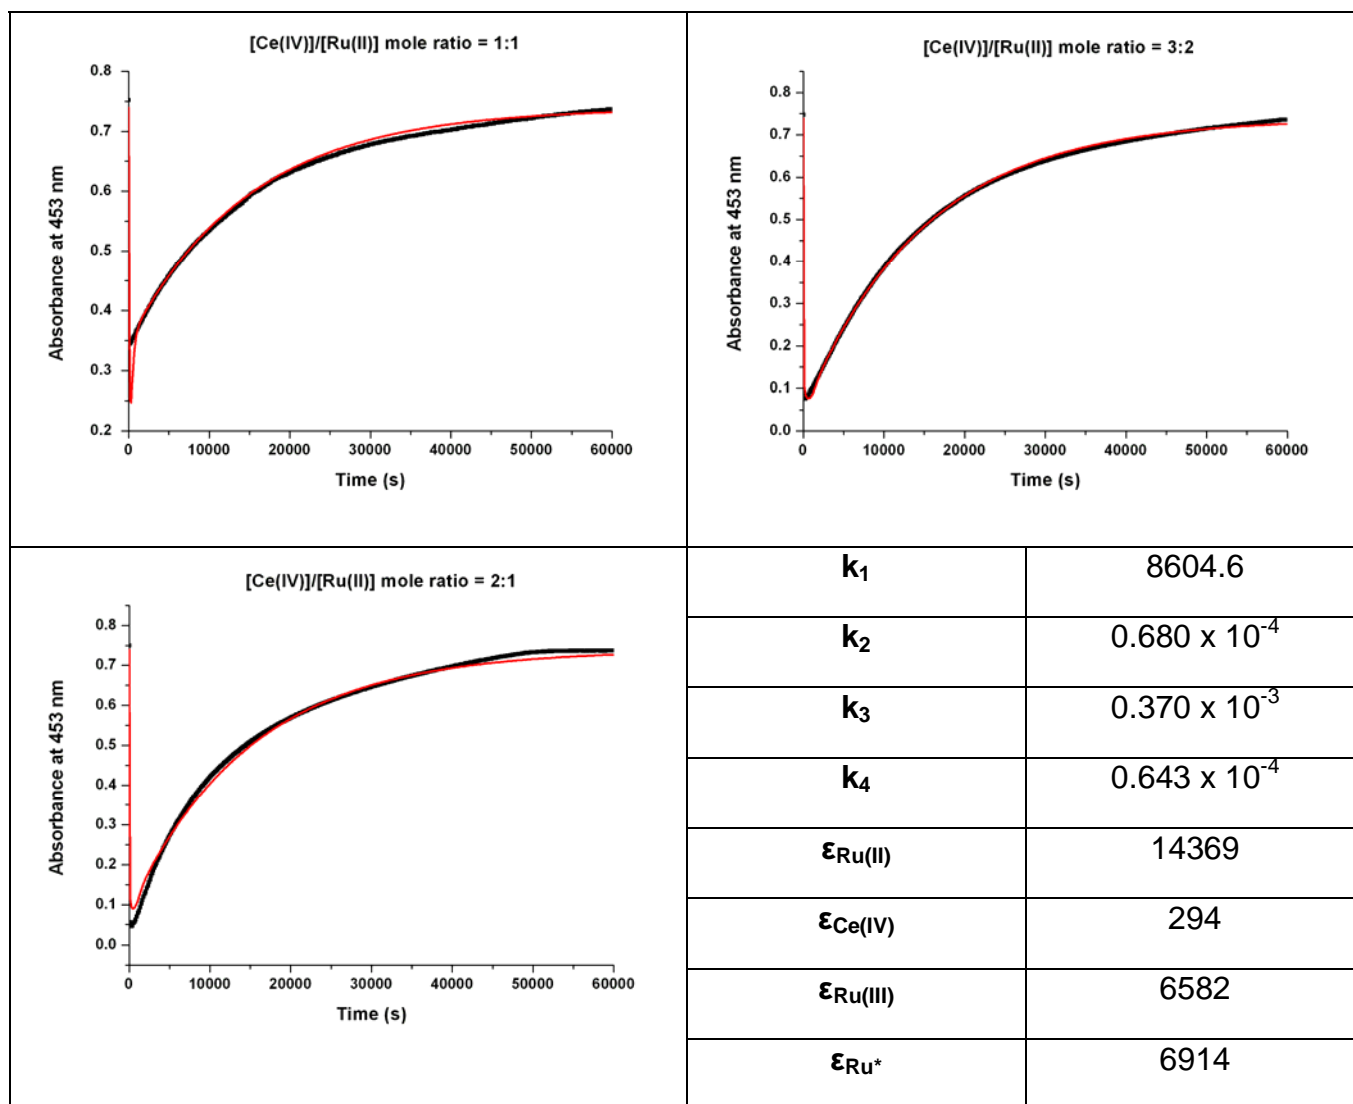 [Ce(IV)]/[Ru(II)] mole ratio = 1:1
0.8
0.7
0.6
0.5
0.4
0.3
0.2
Absorbance at 453 nm
0 10000 20000 30000 40000 50000 60000
Time (s)
[Ce(IV)]/[Ru(II)] mole ratio = 3:2
0.8
0.7
0.6
0.5
0.4
0.3
0.2
0.1
0.0
Absorbance at 453 nm
0 10000 20000 30000 40000 50000 60000
Time (s)
[Ce(IV)]/[Ru(II)] mole ratio = 2:1
0.8
0.7
0.6
0.5
0.4
0.3
0.2
0.1
0.0
Absorbance at 453 nm
0 10000 20000 30000 40000 50000 60000
Time (s)
k₁ 8604.6
k₂ 0.680 x 10⁻⁴
k₃ 0.370 x 10⁻³
k₄ 0.643 x 10⁻⁴
ε_Ru(II) 14369
ε_Ce(IV) 294
ε_Ru(III) 6582
ε_Ru* 6914